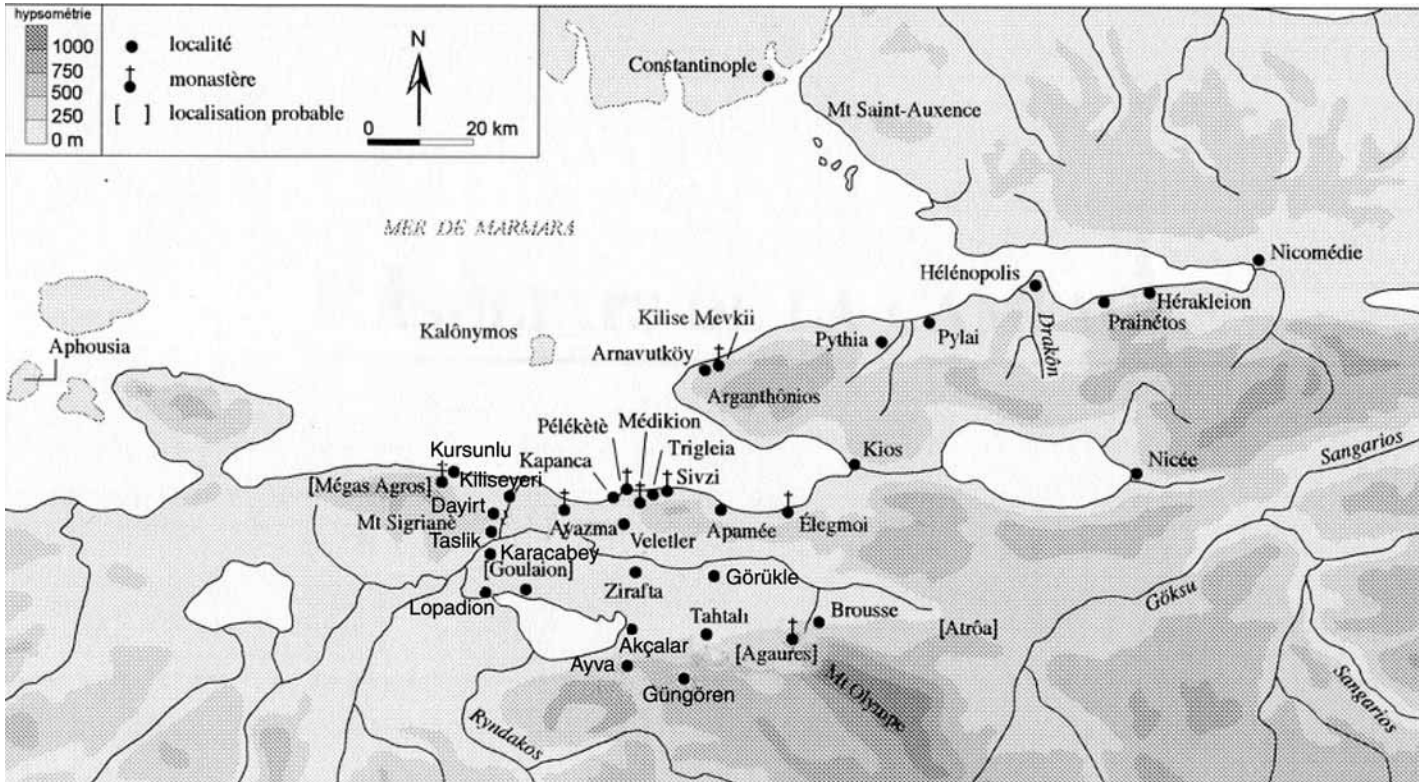 hypsométrie
1000
750
500
250
0 m
localité
monastère
[ ] localisation probable
N
0 20 km
Constantinople
Mt Saint-Auxence
MER DE MARMARA
Nicomédie
Hélénopolis
Hérakleion
Prainétos
Drakôn
Pylai
Pythia
Kilise Mevkii
Arnavutköy
Arganthônios
Kalônymos
Aphousia
Pélékètè
Médikion
Trigleia
Sivzi
Kapanca
Kios
Nicée
Sangarios
Kursunlu
Kiliseyeri
[Mégas Agros]
Dayirt
Mt Sigrianè
Taslik
Ayazma
Veletler
Apamée
Élegmoi
Karacabey
[Goulaion]
Lopadion
Zirafta
Görükle
Göksu
Tahtalı
Brousse
[Atrôa]
Akçalar
[Agaures]
Ayva
Güngören
Mt Olympe
Ryndakos
Sangarios